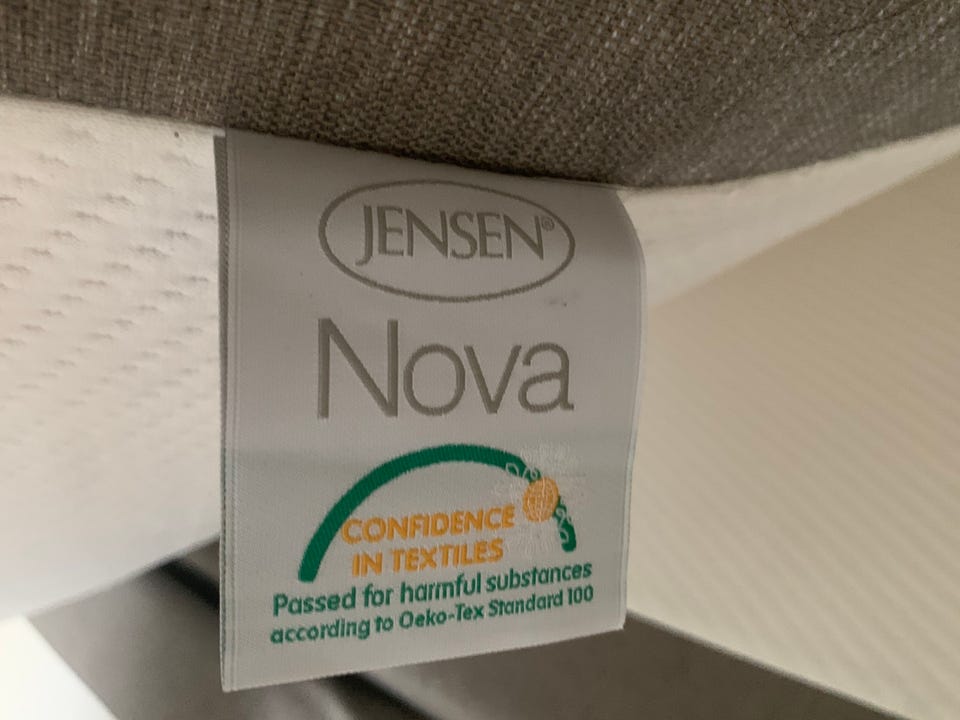 JENSEN®
Nova
CONFIDENCE
IN TEXTILES
Passed for harmful substances
according to Oeko-Tex Standard 100